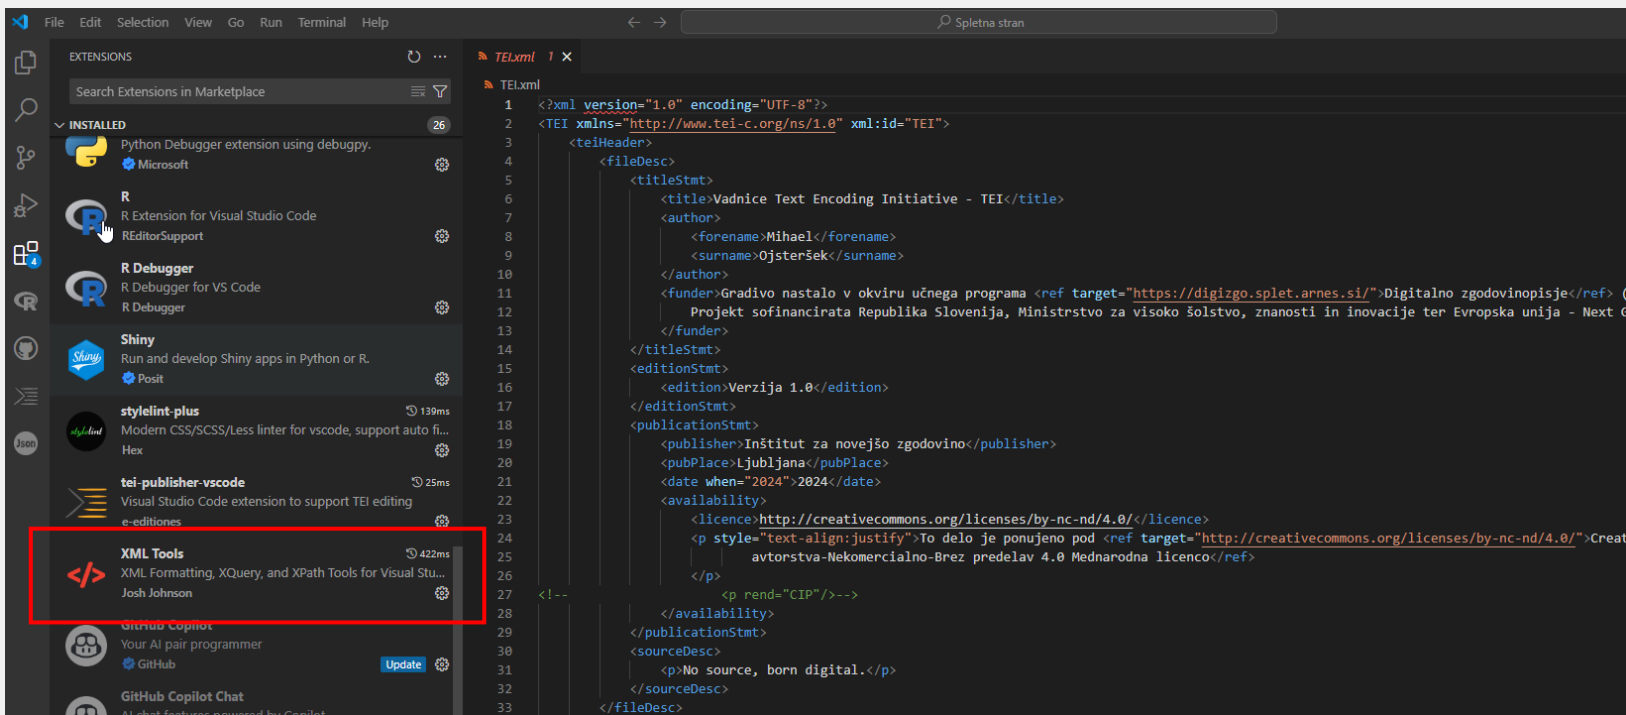 File Edit Selection View Go Run Terminal Help
Spletna stran
EXTENSIONS
Search Extensions in Marketplace
INSTALLED 26
Python Debugger extension using debugpy.
Microsoft
R
R Extension for Visual Studio Code
REditorSupport
R Debugger
R Debugger for VS Code
R Debugger
Shiny
Shiny
Run and develop Shiny apps in Python or R.
Posit
stylelint-plus 139ms
stylelint
Modern CSS/SCSS/Less linter for vscode, support auto fi...
Hex
tei-publisher-vscode 25ms
Visual Studio Code extension to support TEI editing
e-editiones
XML Tools 422ms
XML Formatting, XQuery, and XPath Tools for Visual Stu...
Josh Johnson
GitHub Copilot
Your AI pair programmer
GitHub Update
GitHub Copilot Chat
AI chat features powered by Copilot
4
Json
TEI.xml 1
TEI.xml
1 <?xml version="1.0" encoding="UTF-8"?>
2 <TEI xmlns="http://www.tei-c.org/ns/1.0" xml:id="TEI">
3 <teiHeader>
4 <fileDesc>
5 <titleStmt>
6 <title>Vadnice Text Encoding Initiative - TEI</title>
7 <author>
8 <forename>Mihael</forename>
9 <surname>Ojsteršek</surname>
10 </author>
11 <funder>Gradivo nastalo v okviru učnega programa <ref target="https://digizgo.splet.arnes.si/">Digitalno zgodovinopisje</ref> (
12 Projekt sofinancirata Republika Slovenija, Ministrstvo za visoko šolstvo, znanosti in inovacije ter Evropska unija - Next G
13 </funder>
14 </titleStmt>
15 <editionStmt>
16 <edition>Verzija 1.0</edition>
17 </editionStmt>
18 <publicationStmt>
19 <publisher>Inštitut za novejšo zgodovino</publisher>
20 <pubPlace>Ljubljana</pubPlace>
21 <date when="2024">2024</date>
22 <availability>
23 <licence>http://creativecommons.org/licenses/by-nc-nd/4.0/</licence>
24 <p style="text-align:justify">To delo je ponujeno pod <ref target="http://creativecommons.org/licenses/by-nc-nd/4.0/">Creat
25 avtorstva-Nekomercialno-Brez predelav 4.0 Mednarodna licenco</ref>
26 </p>
27 <!-- <p rend="CIP"/>-->
28 </availability>
29 </publicationStmt>
30 <sourceDesc>
31 <p>No source, born digital.</p>
32 </sourceDesc>
33 </fileDesc>